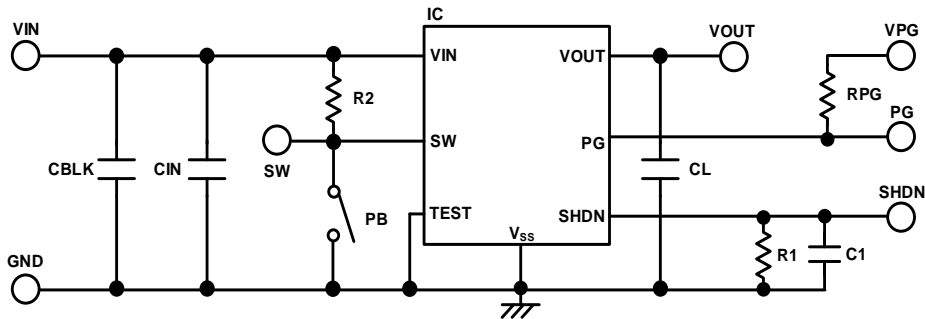 IC
VIN
VOUT
VPG
VIN
VOUT
R2
RPG
PG
SW
SW
PG
CBLK
CIN
CL
SHDN
TEST
PB
SHDN
VSS
R1
C1
GND